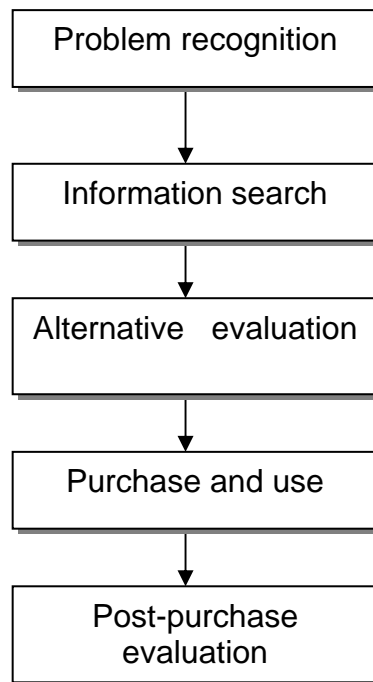 Problem recognition
Information search
Alternative evaluation
Purchase and use
Post-purchase
evaluation